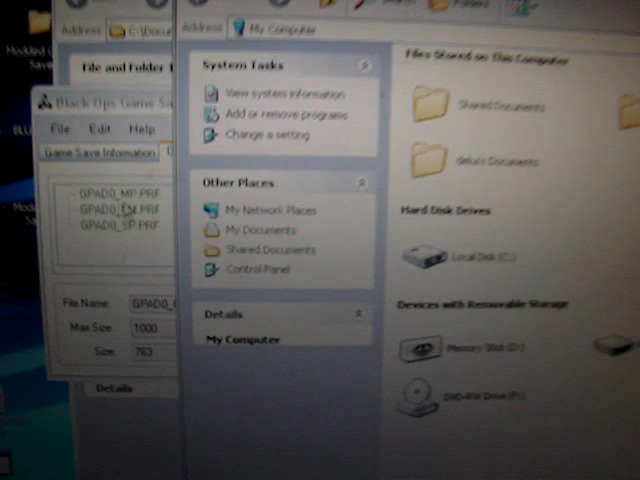 Address C:\Docu
Address My Computer
Modded
Save
File and Folder T
Black Ops Game Sa
File Edit Help
Game Save Information
GPAD0_MP.PRF
GPAD0_CM.PRF
GPAD0_SP.PRF
File Name: GPAD0_
Max Size: 1000
Size: 763
Details
System Tasks
View system information
Add or remove programs
Change a setting
Other Places
My Network Places
My Documents
Shared Documents
Control Panel
Details
My Computer
Files Stored on This Computer
Shared Documents
Documents
Hard Disk Drives
Local Disk (C:)
Devices with Removable Storage
Memory Stick (D:)
DVD-RW Drive (F:)